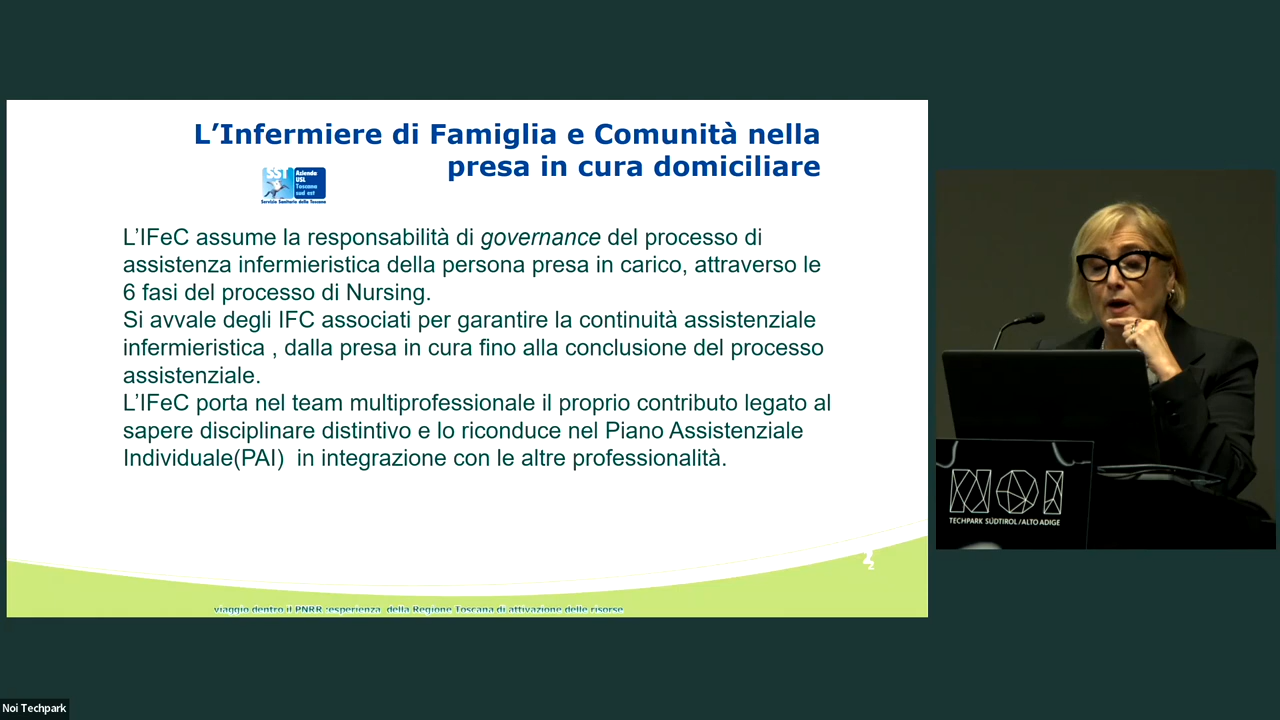 L’Infermiere di Famiglia e Comunità nella
presa in cura domiciliare
SST
Azienda
USL
Toscana
sud est
Servizio Sanitario della Toscana
L’IFeC assume la responsabilità di governance del processo di
assistenza infermieristica della persona presa in carico, attraverso le
6 fasi del processo di Nursing.
Si avvale degli IFC associati per garantire la continuità assistenziale
infermieristica , dalla presa in cura fino alla conclusione del processo
assistenziale.
L’IFeC porta nel team multiprofessionale il proprio contributo legato al
sapere disciplinare distintivo e lo riconduce nel Piano Assistenziale
Individuale(PAI)  in integrazione con le altre professionalità.
viaggio dentro il PNRR :esperienza  della Regione Toscana di attivazione delle risorse
NOI
TECHPARK SÜDTIROL / ALTO ADIGE
Noi Techpark